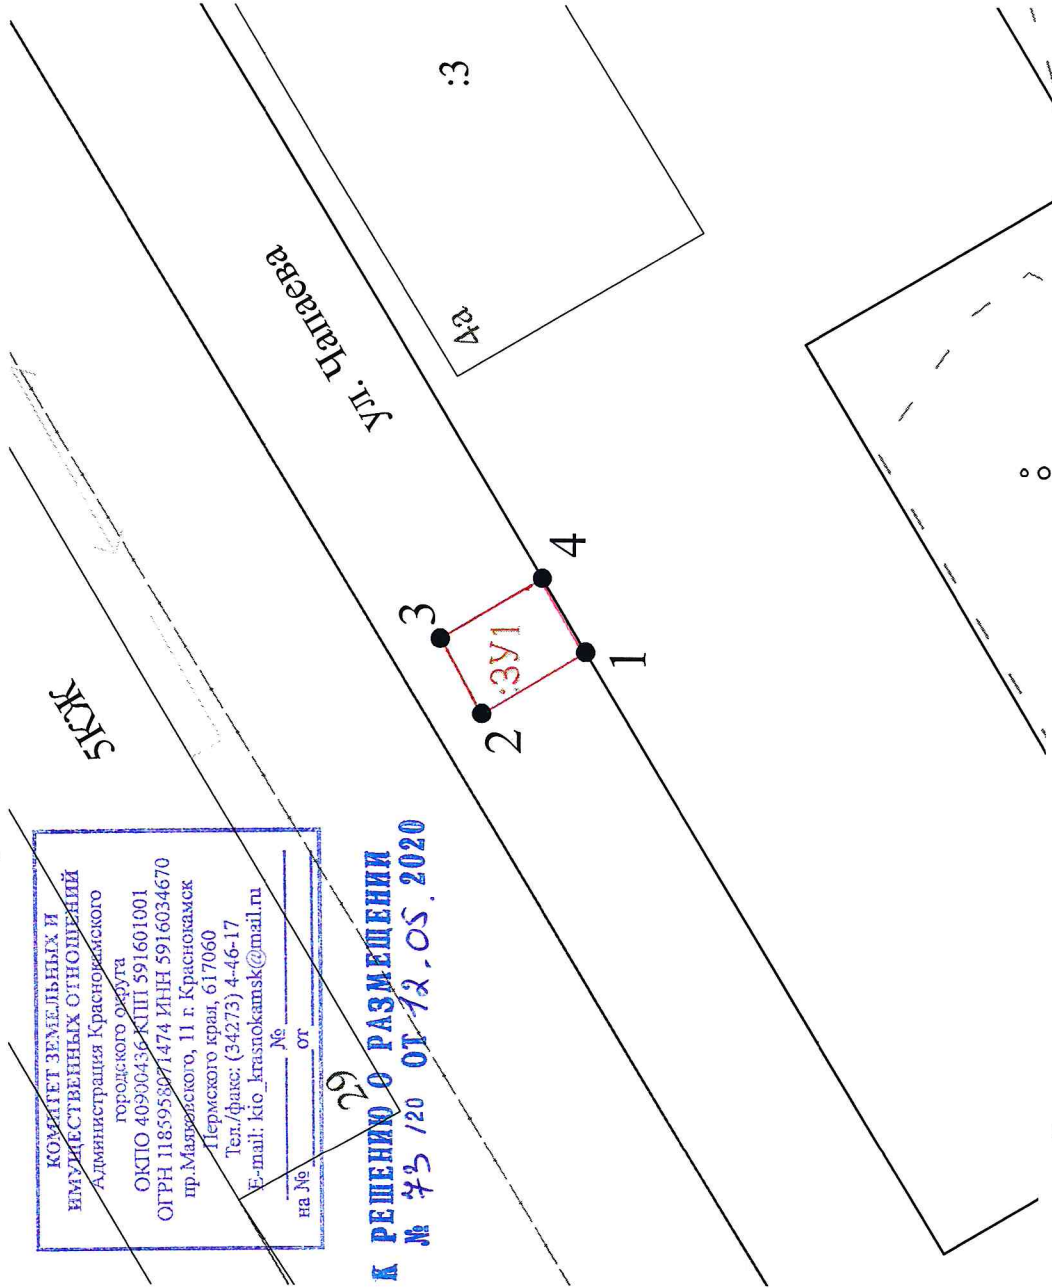 КОМИТЕТ ЗЕМЕЛЬНЫХ И
ИМУЩЕСТВЕННЫХ ОТНОШЕНИЙ
Администрация Краснокамского
городского округа
ОКПО 40900436 КПП 591601001
ОГРН 1185958071474 ИНН 5916034670
пр.Маяковского, 11 г. Краснокамск
Пермского края, 617060
Тел./факс: (34273) 4-46-17
E-mail: kio_krasnokamsk@mail.ru
№
на № от
К РЕШЕНИЮ О РАЗМЕЩЕНИИ
№ 73/20 ОТ 12.05.2020
5КЖ
29
ул. Чапаева
:3
4а
3
4
:ЗУ1
2
1